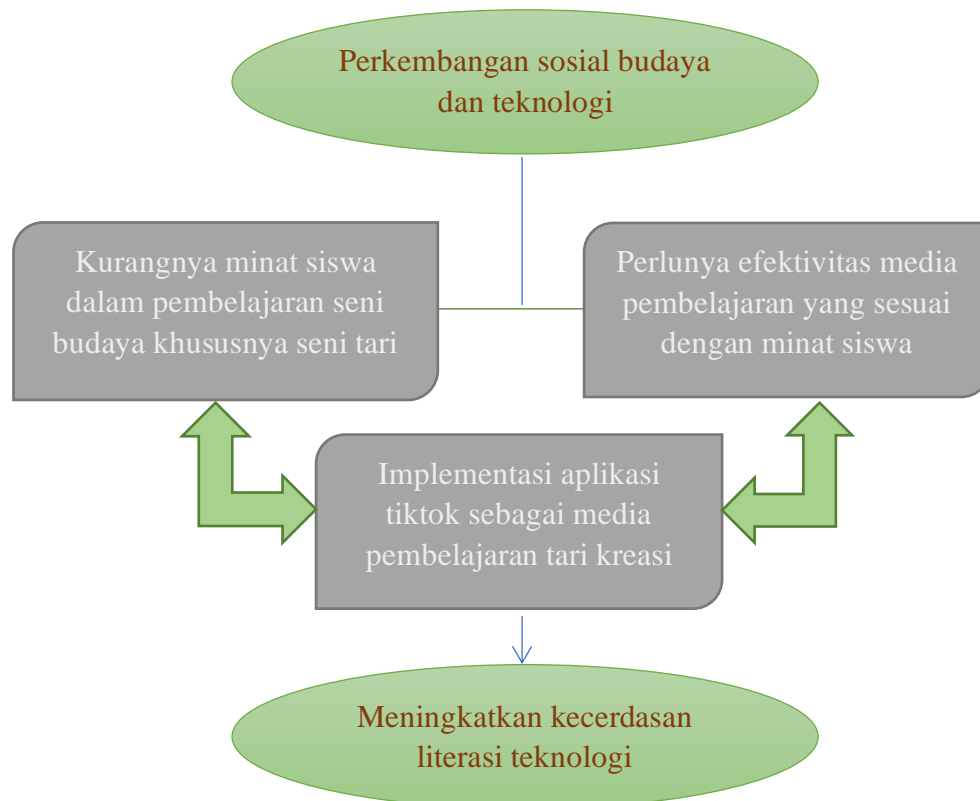 Perkembangan sosial budaya
dan teknologi
Kurangnya minat siswa
dalam pembelajaran seni
budaya khususnya seni tari
Perlunya efektivitas media
pembelajaran yang sesuai
dengan minat siswa
Implementasi aplikasi
tiktok sebagai media
pembelajaran tari kreasi
Meningkatkan kecerdasan
literasi teknologi